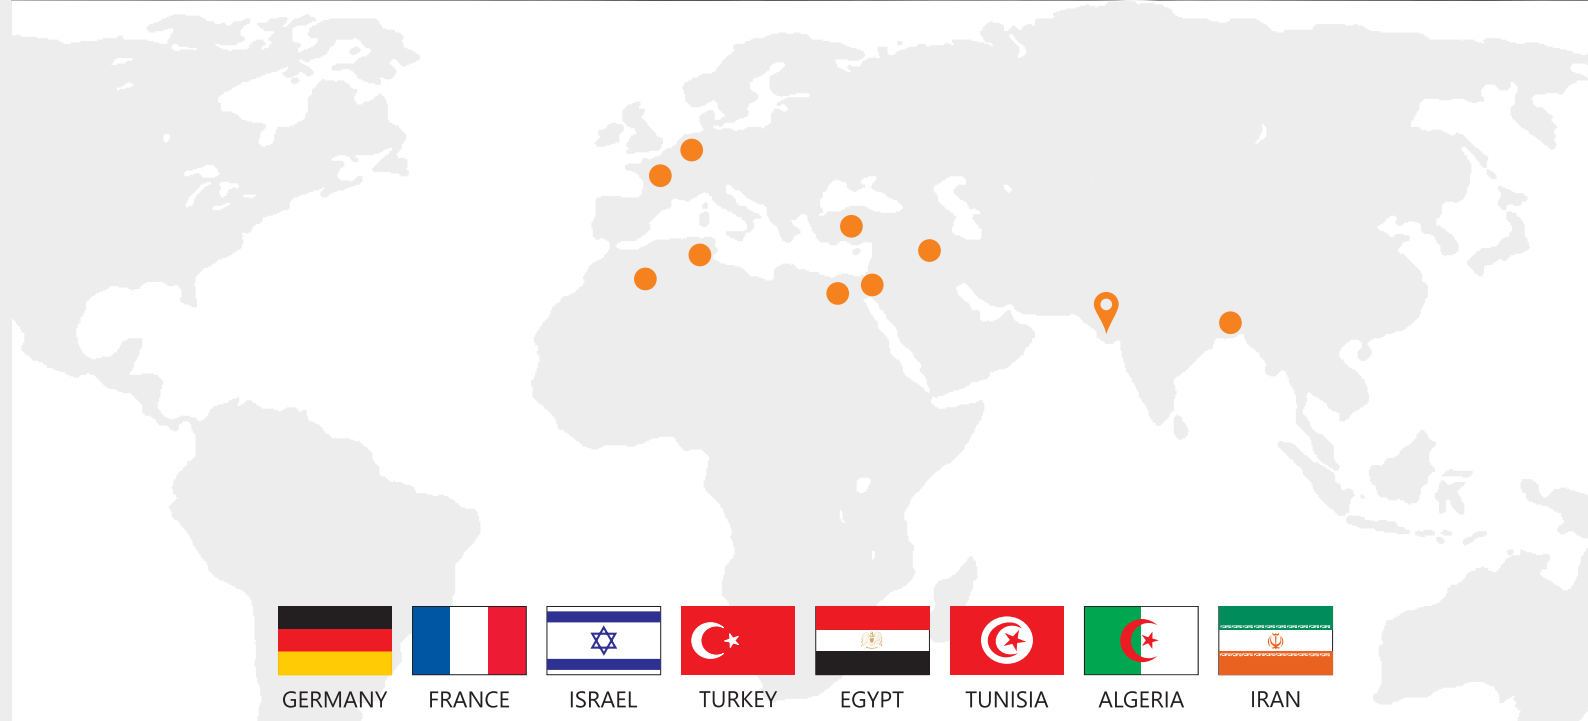 GERMANY
FRANCE
ISRAEL
TURKEY
EGYPT
TUNISIA
ALGERIA
IRAN